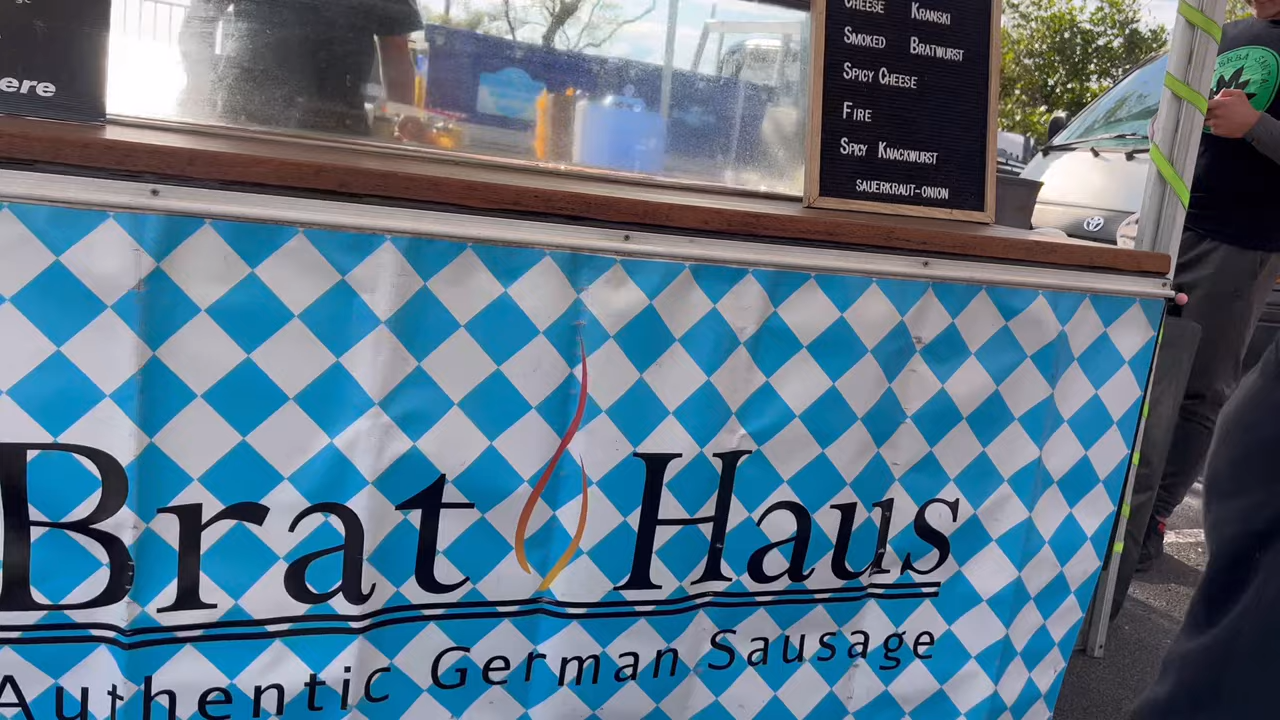 ere
CHEESE KRANSKI
SMOKED BRATWURST
SPICY CHEESE
FIRE
SPICY KNACKWURST
SAUERKRAUT-ONION
Brat Haus
Authentic German Sausage